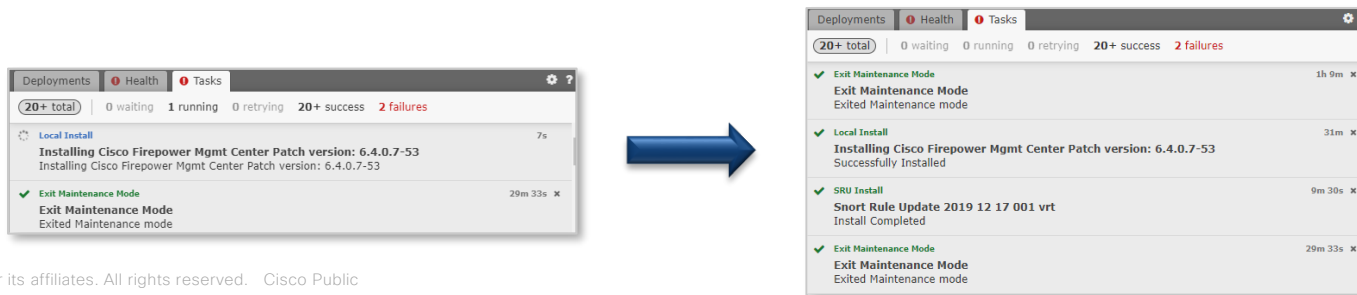 Deployments Health Tasks ?
20+ total 0 waiting 1 running 0 retrying 20+ success 2 failures
Local Install 7s
Installing Cisco Firepower Mgmt Center Patch version: 6.4.0.7-53
Installing Cisco Firepower Mgmt Center Patch version: 6.4.0.7-53
Exit Maintenance Mode 29m 33s
Exit Maintenance Mode
Exited Maintenance mode
r its affiliates. All rights reserved. Cisco Public
Deployments Health Tasks
20+ total 0 waiting 0 running 0 retrying 20+ success 2 failures
Exit Maintenance Mode 1h 9m
Exit Maintenance Mode
Exited Maintenance mode
Local Install 31m
Installing Cisco Firepower Mgmt Center Patch version: 6.4.0.7-53
Successfully Installed
SRU Install 9m 30s
Snort Rule Update 2019 12 17 001 vrt
Install Completed
Exit Maintenance Mode 29m 33s
Exit Maintenance Mode
Exited Maintenance mode